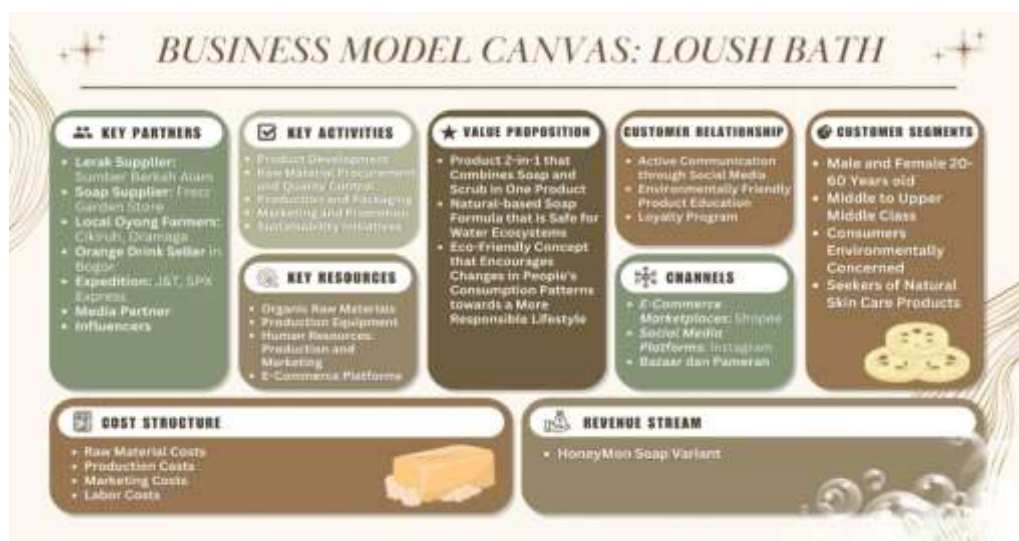 BUSINESS MODEL CANVAS: LOUSH BATH
KEY PARTNERS
• Lerak Supplier:
Sumber Berkah Alam
• Soap Supplier: Fresz
Garden Store
• Local Oyong Farmers:
Cikiruh, Dramaga
• Orange Drink Seller in
Bogor
• Expedition: J&T, SPX
Express
• Media Partner
• Influencers
KEY ACTIVITIES
• Product Development
• Raw Material Procurement
and Quality Control
• Production and Packaging
• Marketing and Promotion
• Sustainability Initiatives
KEY RESOURCES
• Organic Raw Materials
• Production Equipment
• Human Resources:
Production and
Marketing
• E-Commerce Platforms
VALUE PROPOSITION
• Product 2-in-1 that
Combines Soap and
Scrub in One Product
• Natural-based Soap
Formula that is Safe for
Water Ecosystems
• Eco-Friendly Concept
that Encourages
Changes in People's
Consumption Patterns
towards a More
Responsible Lifestyle
CUSTOMER RELATIONSHIP
• Active Communication
through Social Media
• Environmentally Friendly
Product Education
• Loyalty Program
CHANNELS
• E-Commerce
Marketplaces: Shopee
• Social Media
Platforms: Instagram
• Bazaar dan Pameran
CUSTOMER SEGMENTS
• Male and Female 20-
60 Years old
• Middle to Upper
Middle Class
• Consumers
Environmentally
Concerned
• Seekers of Natural
Skin Care Products
COST STRUCTURE
• Raw Material Costs
• Production Costs
• Marketing Costs
• Labor Costs
REVENUE STREAM
• HoneyMon Soap Variant